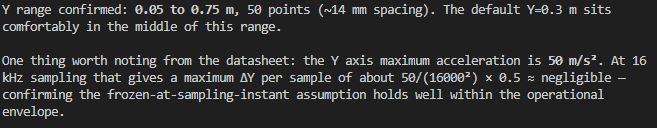 Y range confirmed: 0.05 to 0.75 m, 50 points (~14 mm spacing). The default Y=0.3 m sits
comfortably in the middle of this range.

One thing worth noting from the datasheet: the Y axis maximum acceleration is 50 m/s². At 16
kHz sampling that gives a maximum ΔY per sample of about 50/(16000²) × 0.5 ≈ negligible —
confirming the frozen-at-sampling-instant assumption holds well within the operational
envelope.